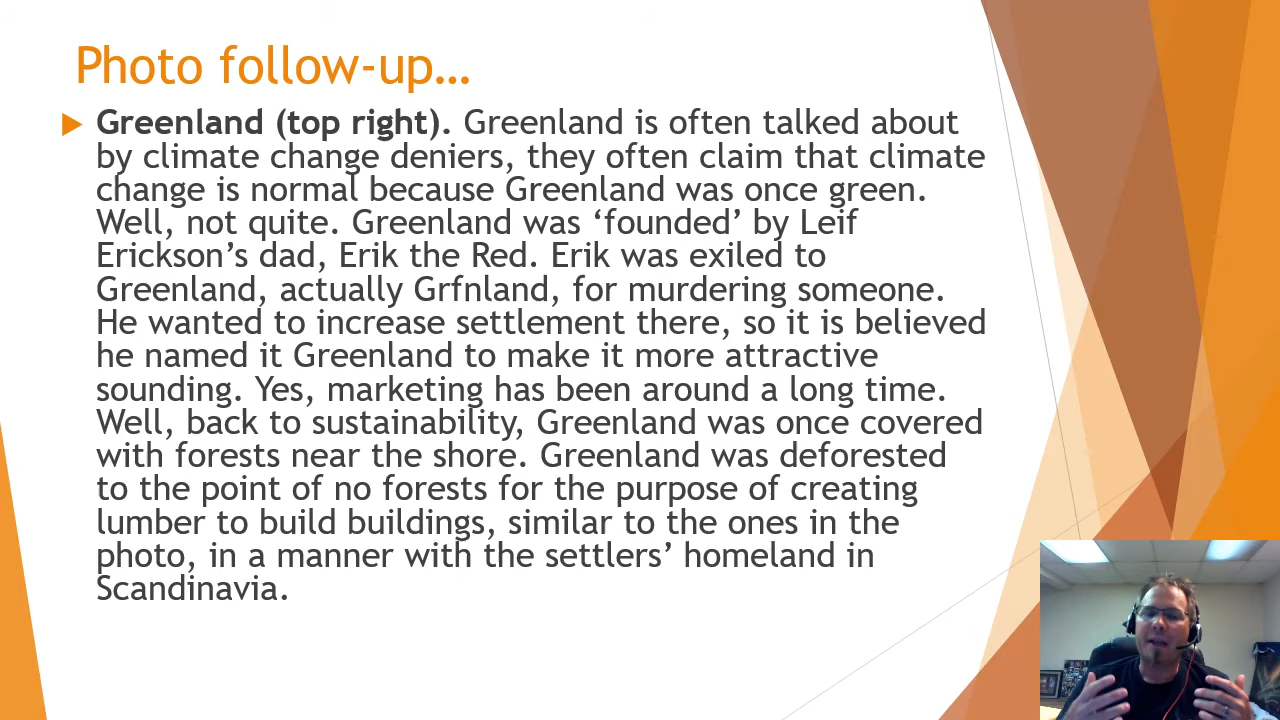 Photo follow-up...
Greenland (top right). Greenland is often talked about
by climate change deniers, they often claim that climate
change is normal because Greenland was once green.
Well, not quite. Greenland was ‘founded’ by Leif
Erickson’s dad, Erik the Red. Erik was exiled to
Greenland, actually Grfnland, for murdering someone.
He wanted to increase settlement there, so it is believed
he named it Greenland to make it more attractive
sounding. Yes, marketing has been around a long time.
Well, back to sustainability, Greenland was once covered
with forests near the shore. Greenland was deforested
to the point of no forests for the purpose of creating
lumber to build buildings, similar to the ones in the
photo, in a manner with the settlers’ homeland in
Scandinavia.